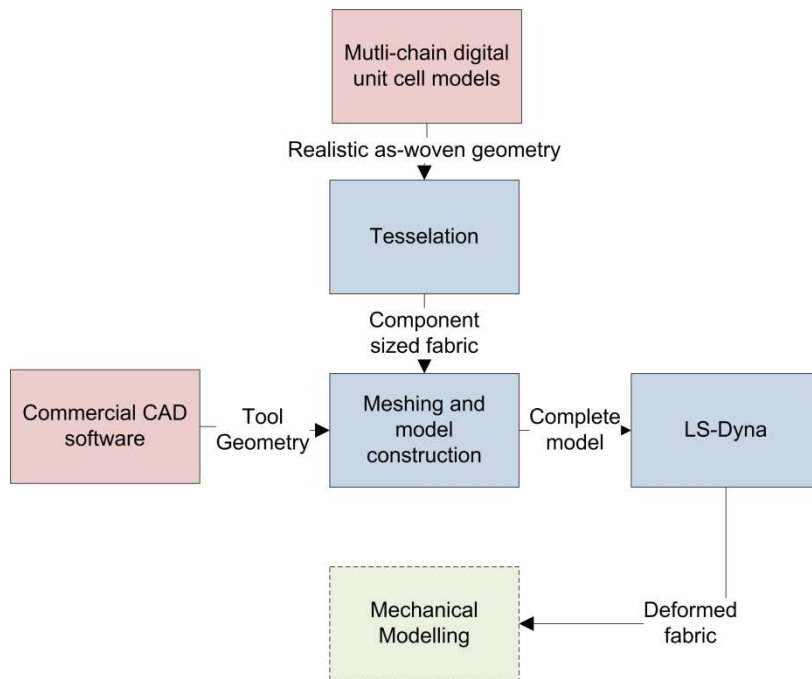 Mutli-chain digital
unit cell models
Realistic as-woven geometry
Tesselation
Component
sized fabric
Commercial CAD
software
Tool
Geometry
Meshing and
model
construction
Complete
model
LS-Dyna
Mechanical
Modelling
Deformed
fabric